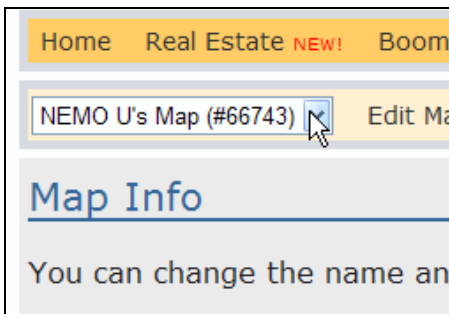 Home Real Estate NEW! Boom
NEMO U's Map (#66743) Edit Ma
Map Info
You can change the name an